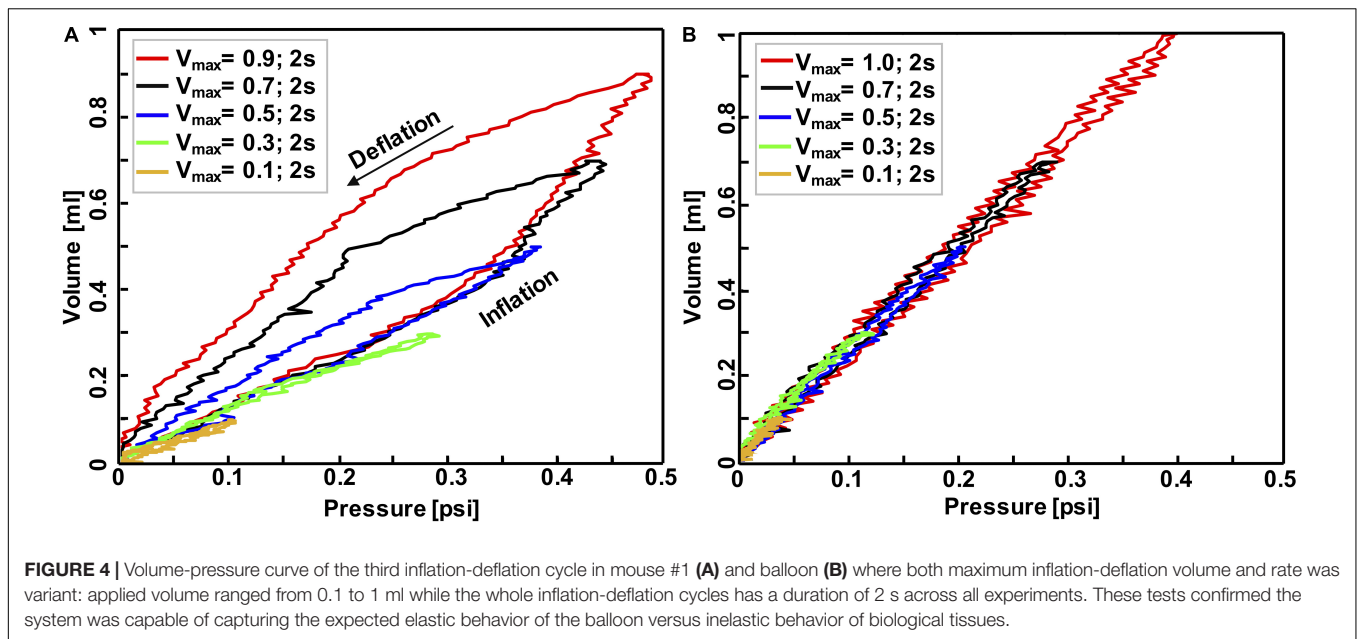 A
V_max= 0.9; 2s
V_max= 0.7; 2s
V_max= 0.5; 2s
V_max= 0.3; 2s
V_max= 0.1; 2s
Deflation
Inflation
Volume [ml]
0 0.2 0.4 0.6 0.8 1
0 0.1 0.2 0.3 0.4 0.5
Pressure [psi]
B
V_max= 1.0; 2s
V_max= 0.7; 2s
V_max= 0.5; 2s
V_max= 0.3; 2s
V_max= 0.1; 2s
Volume [ml]
0 0.2 0.4 0.6 0.8 1
0 0.1 0.2 0.3 0.4 0.5
Pressure [psi]
FIGURE 4 | Volume-pressure curve of the third inflation-deflation cycle in mouse #1 (A) and balloon (B) where both maximum inflation-deflation volume and rate was
variant: applied volume ranged from 0.1 to 1 ml while the whole inflation-deflation cycles has a duration of 2 s across all experiments. These tests confirmed the
system was capable of capturing the expected elastic behavior of the balloon versus inelastic behavior of biological tissues.